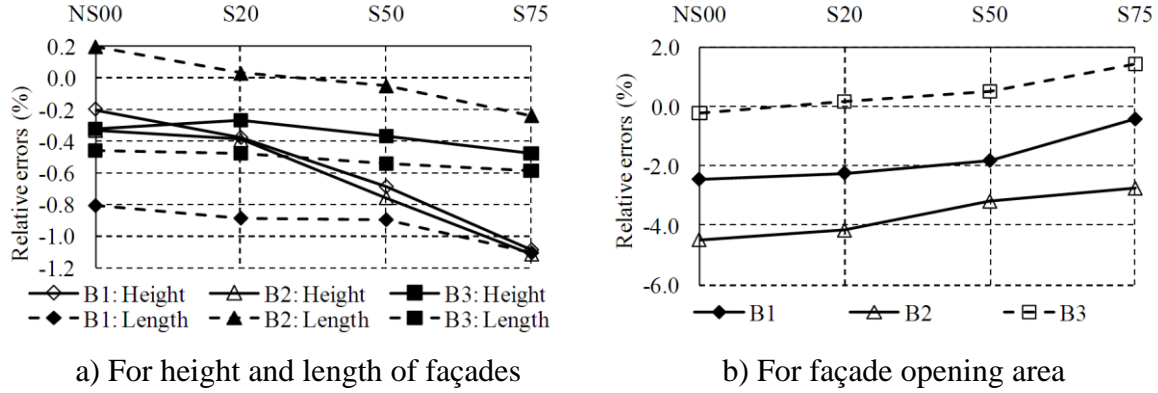 NS00 S20 S50 S75
0.2
0.0
-0.2
-0.4
-0.6
-0.8
-1.0
-1.2
Relative errors (%)
B1: Height B2: Height B3: Height
B1: Length B2: Length B3: Length
a) For height and length of façades
NS00 S20 S50 S75
2.0
0.0
-2.0
-4.0
-6.0
Relative errors (%)
B1 B2 B3
b) For façade opening area